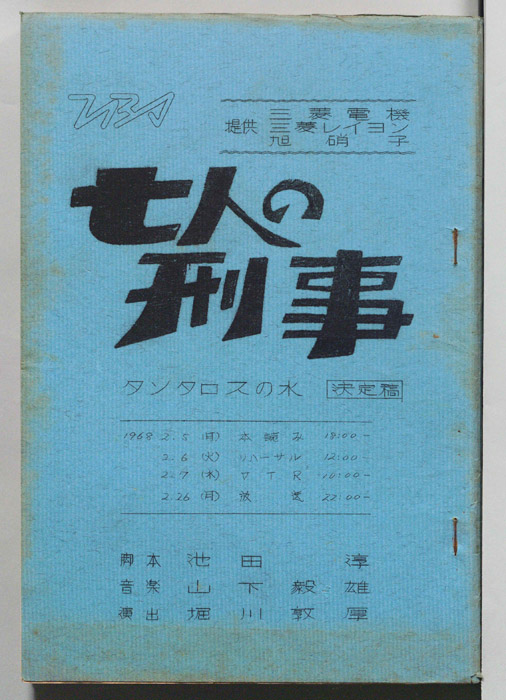 TBS
三菱電機
提供 三菱レイヨン
旭硝子
七人の
刑事
タンタロスの水 決定稿
1968 2.5 (月) 本読み 18:00〜
2.6 (火) リハーサル 12:00〜
2.7 VTR
2.26 (月) 放送 22:00〜
脚本 池田 淳
音楽 山下毅雄
演出 堀川敦厚